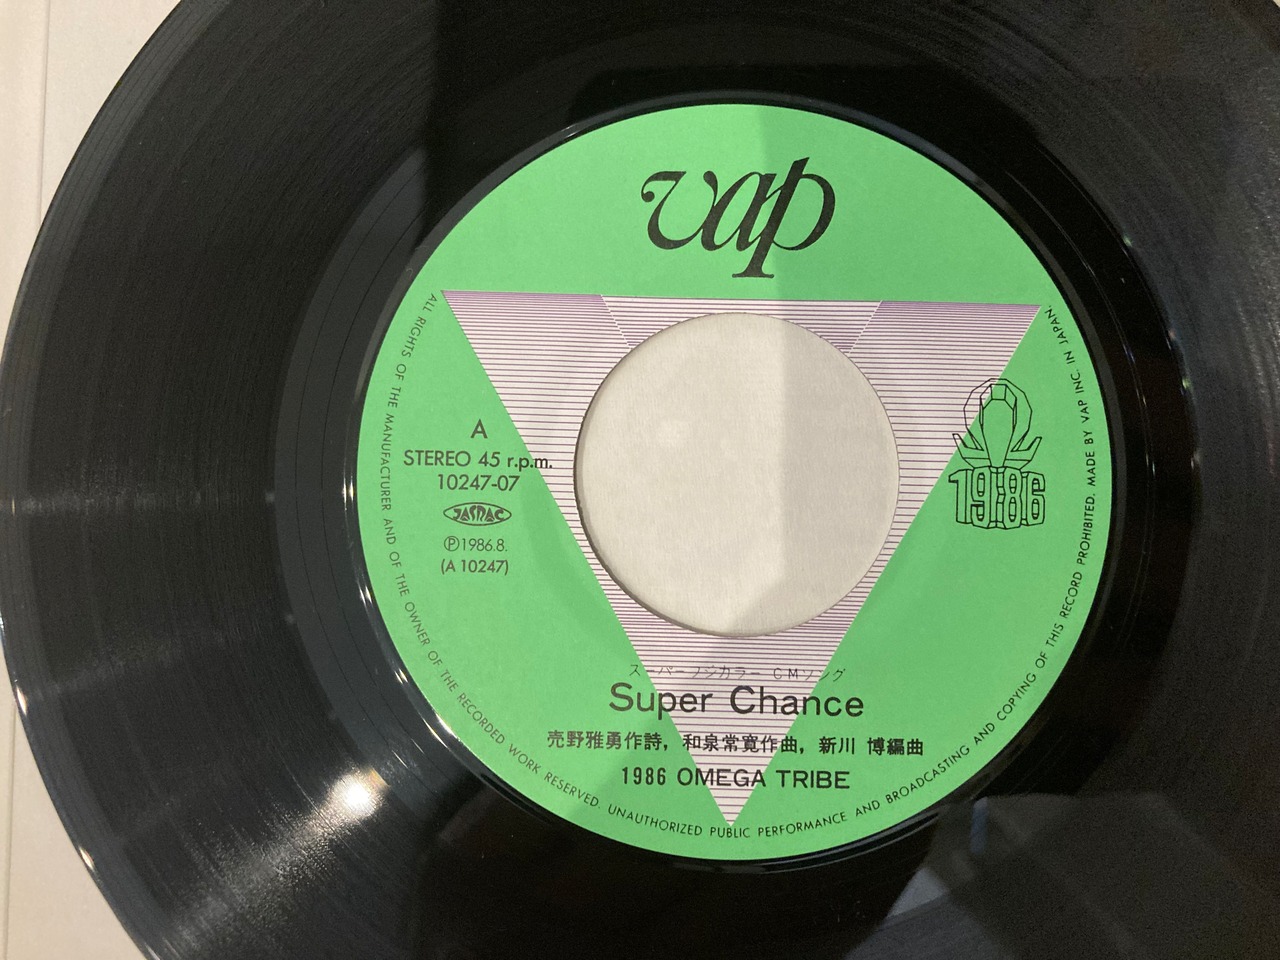 vap
A
STEREO 45 r.p.m.
10247-07
JASRAC
Ⓟ1986.8.
(A 10247)
1986
スーパーフジカラー CMソング
Super Chance
売野雅勇作詩, 和泉常寛作曲, 新川 博編曲
1986 OMEGA TRIBE
ALL RIGHTS OF THE MANUFACTURER AND OF THE OWNER OF THE RECORDED WORK RESERVED. UNAUTHORIZED PUBLIC PERFORMANCE AND BROADCASTING AND COPYING OF THIS RECORD PROHIBITED. MADE BY VAP INC. IN JAPAN.